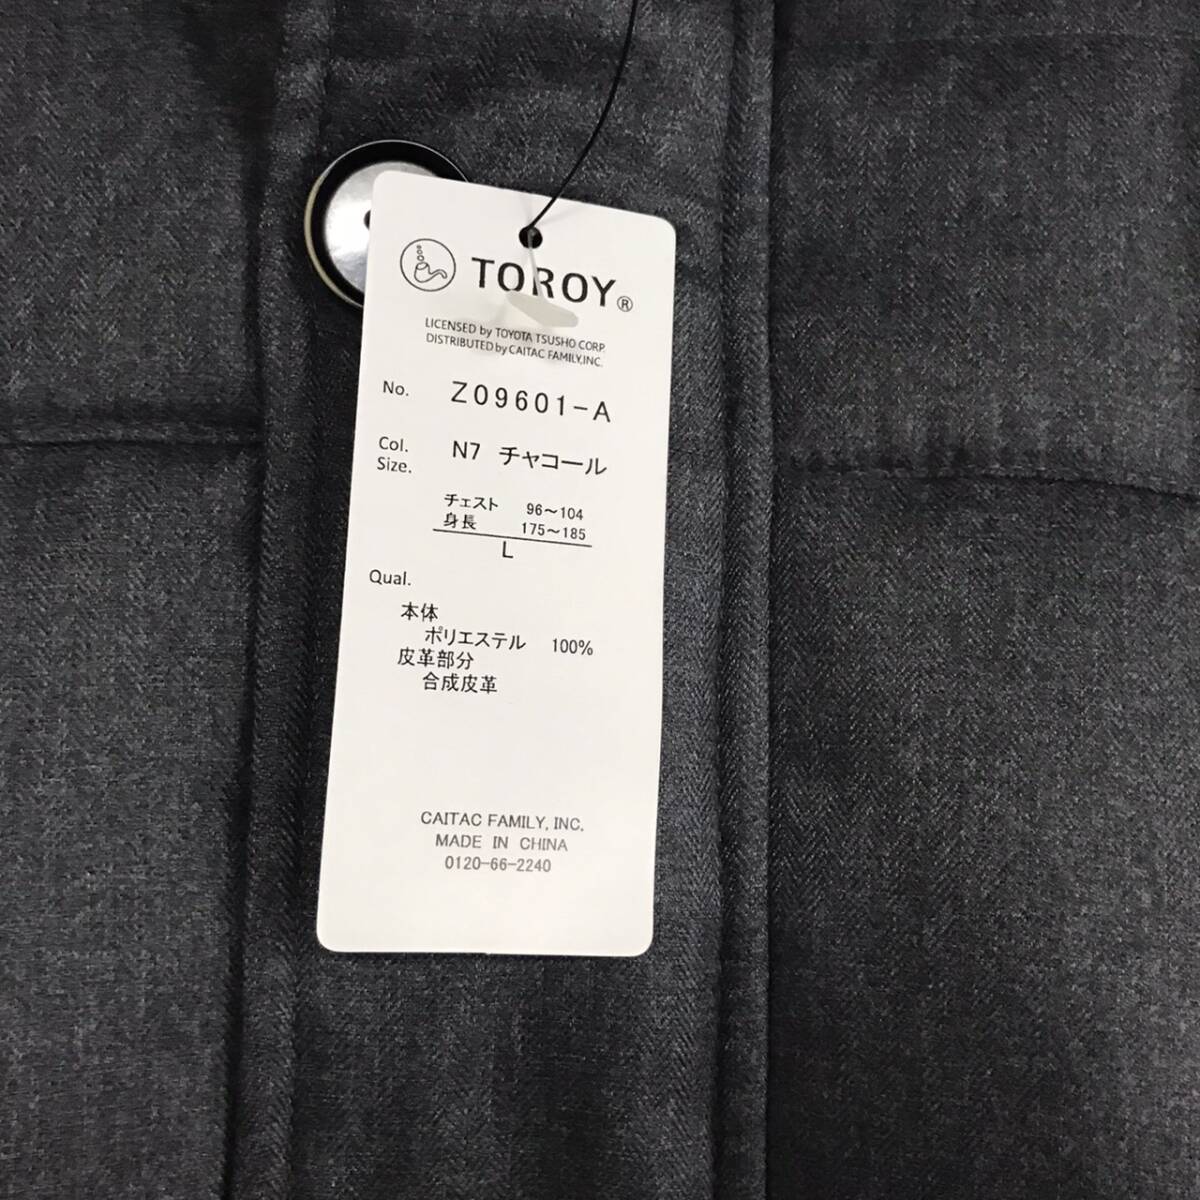 TOROY®
LICENSED by TOYOTA TSUSHO CORP.
DISTRIBUTED by CAITAC FAMILY,INC.
No. Z09601-A
Col. N7 チャコール
Size.
チェスト 96～104
身長 175～185
L
Qual.
本体
ポリエステル 100%
皮革部分
合成皮革
CAITAC FAMILY, INC.
MADE IN CHINA
0120-66-2240